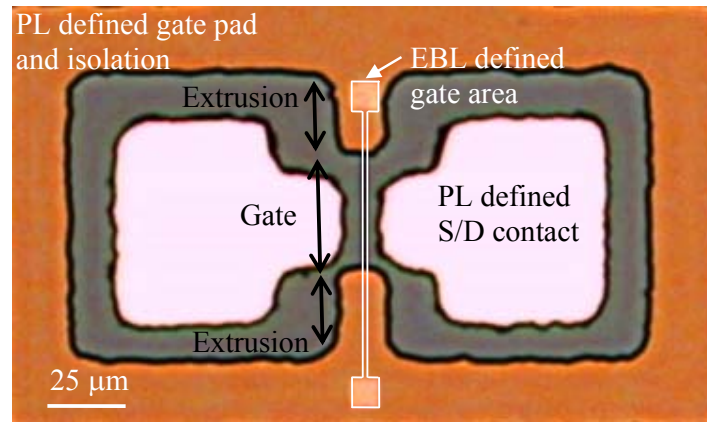 PL defined gate pad
and isolation
EBL defined
gate area
Extrusion
Gate
PL defined
S/D contact
Extrusion
25 μm